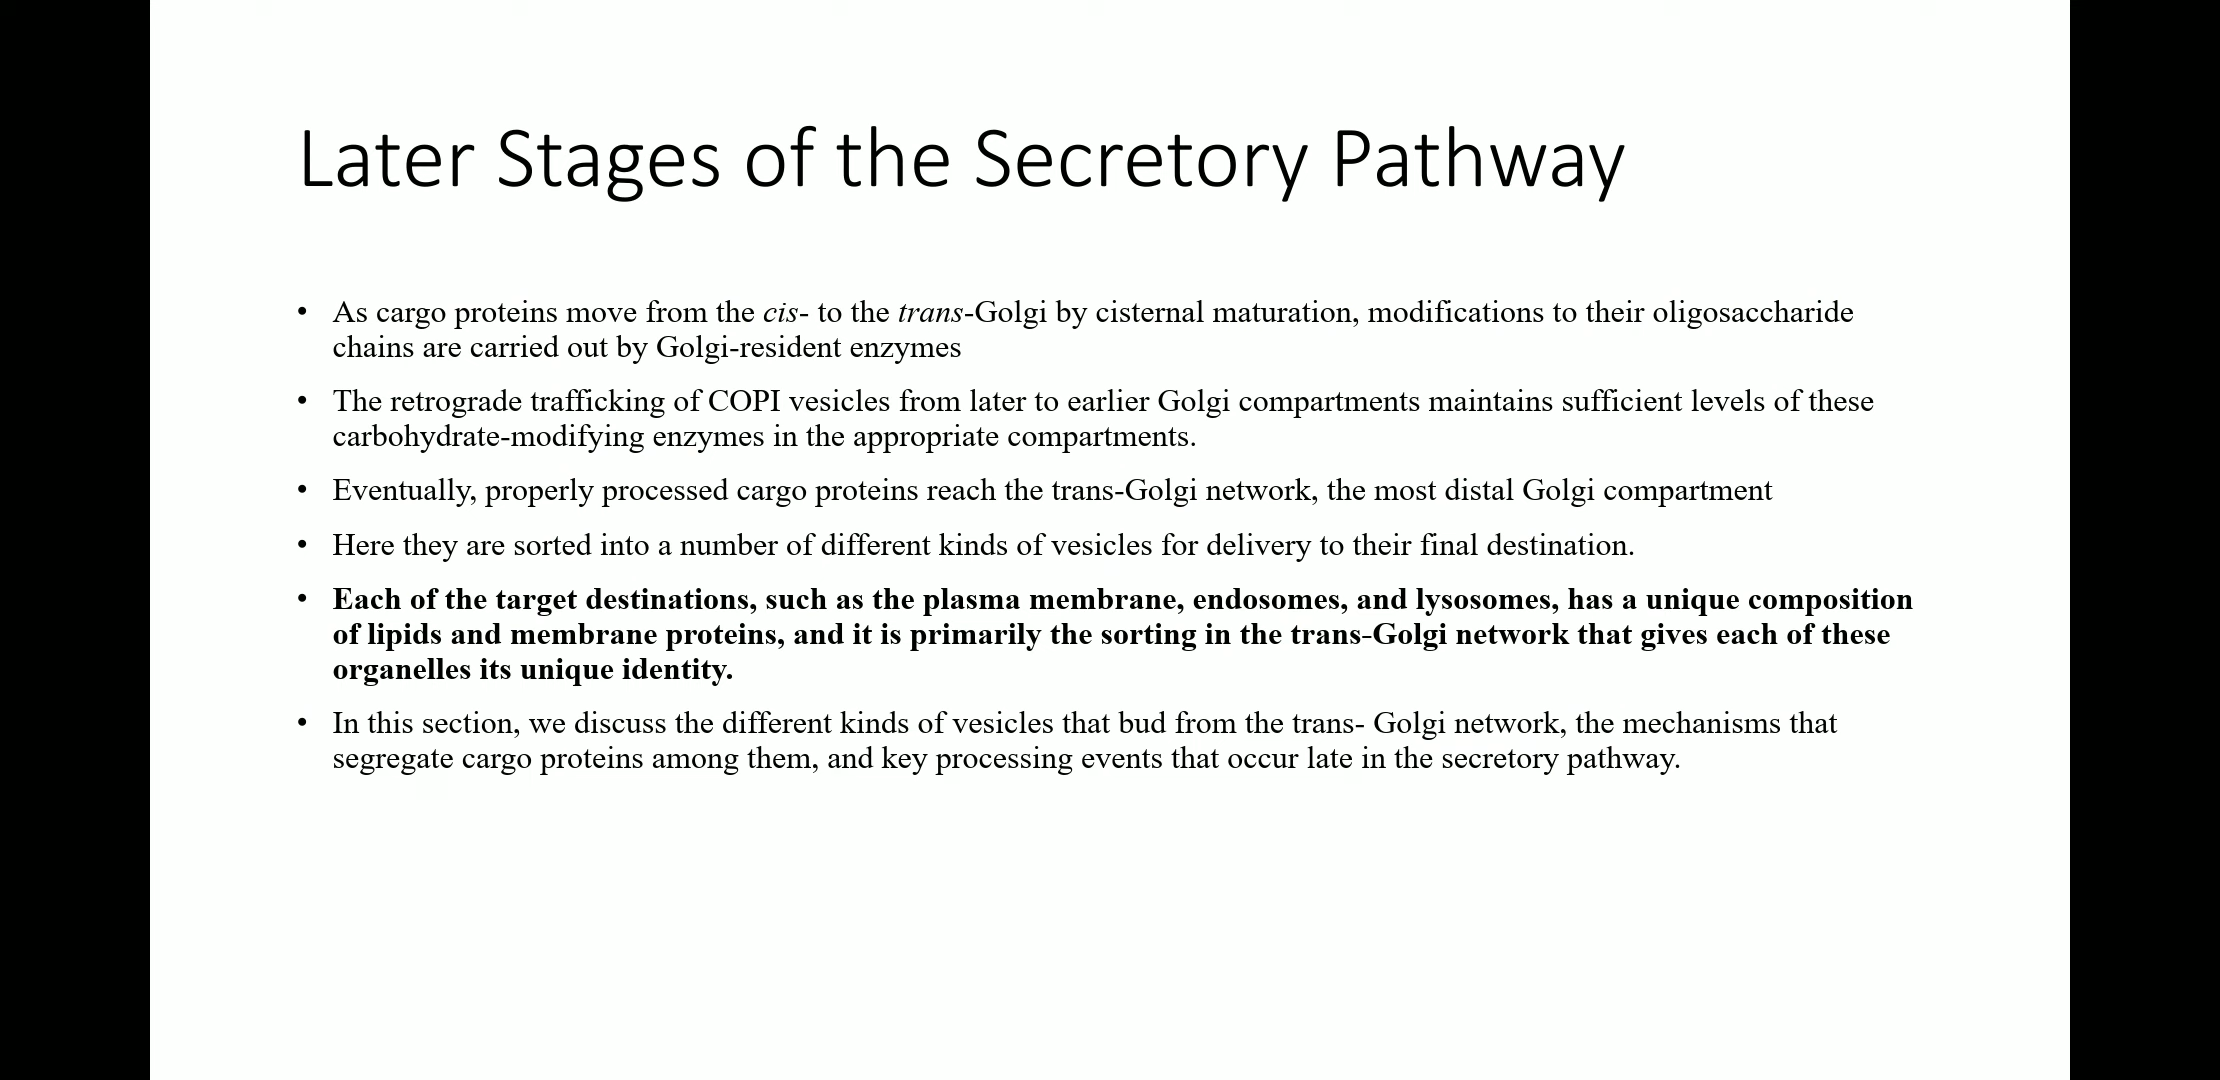 Later Stages of the Secretory Pathway
• As cargo proteins move from the cis- to the trans-Golgi by cisternal maturation, modifications to their oligosaccharide
chains are carried out by Golgi-resident enzymes
• The retrograde trafficking of COPI vesicles from later to earlier Golgi compartments maintains sufficient levels of these
carbohydrate-modifying enzymes in the appropriate compartments.
• Eventually, properly processed cargo proteins reach the trans-Golgi network, the most distal Golgi compartment
• Here they are sorted into a number of different kinds of vesicles for delivery to their final destination.
• Each of the target destinations, such as the plasma membrane, endosomes, and lysosomes, has a unique composition
of lipids and membrane proteins, and it is primarily the sorting in the trans-Golgi network that gives each of these
organelles its unique identity.
• In this section, we discuss the different kinds of vesicles that bud from the trans- Golgi network, the mechanisms that
segregate cargo proteins among them, and key processing events that occur late in the secretory pathway.